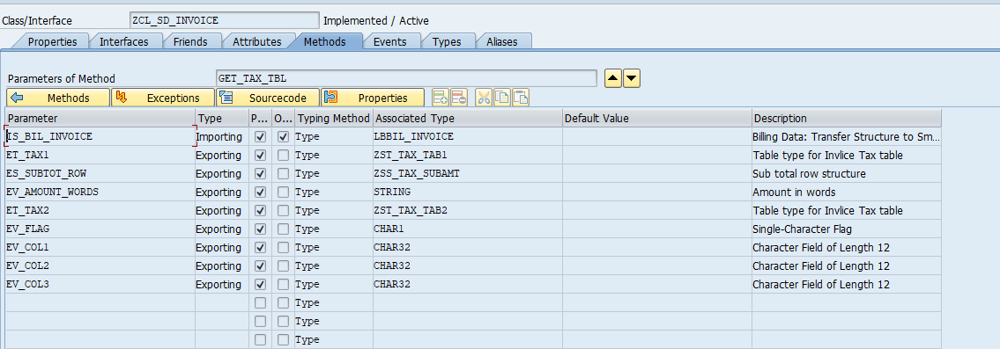 Class/Interface ZCL_SD_INVOICE Implemented / Active
Properties Interfaces Friends Attributes Methods Events Types Aliases
Parameters of Method GET_TAX_TBL
Methods Exceptions Sourcecode Properties
Parameter Type P... O... Typing Method Associated Type Default Value Description
IS_BIL_INVOICE Importing Type LBBIL_INVOICE Billing Data: Transfer Structure to Sm...
ET_TAX1 Exporting Type ZST_TAX_TAB1 Table type for Invlice Tax table
ES_SUBTOT_ROW Exporting Type ZSS_TAX_SUBAMT Sub total row structure
EV_AMOUNT_WORDS Exporting Type STRING Amount in words
ET_TAX2 Exporting Type ZST_TAX_TAB2 Table type for Invlice Tax table
EV_FLAG Exporting Type CHAR1 Single-Character Flag
EV_COL1 Exporting Type CHAR32 Character Field of Length 12
EV_COL2 Exporting Type CHAR32 Character Field of Length 12
EV_COL3 Exporting Type CHAR32 Character Field of Length 12
Type
Type
Type